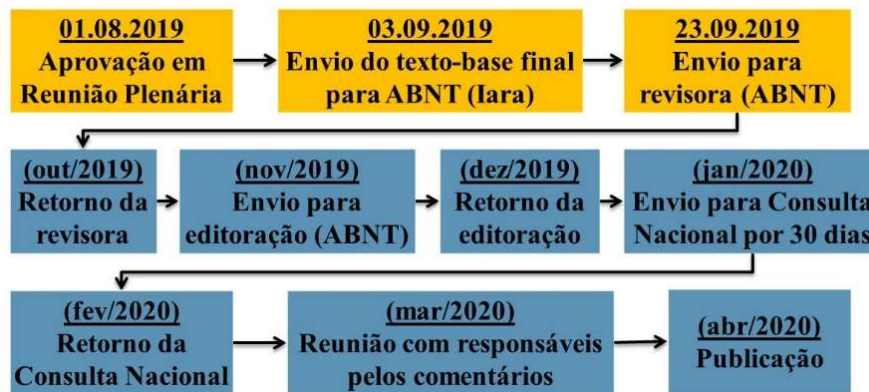 01.08.2019
Aprovação em
Reunião Plenária
03.09.2019
Envio do texto-base final
para ABNT (Iara)
23.09.2019
Envio para
revisora (ABNT)
(out/2019)
Retorno da
revisora
(nov/2019)
Envio para
editoração (ABNT)
(dez/2019)
Retorno da
editoração
(jan/2020)
Envio para Consulta
Nacional por 30 dias
(fev/2020)
Retorno da
Consulta Nacional
(mar/2020)
Reunião com responsáveis
pelos comentários
(abr/2020)
Publicação